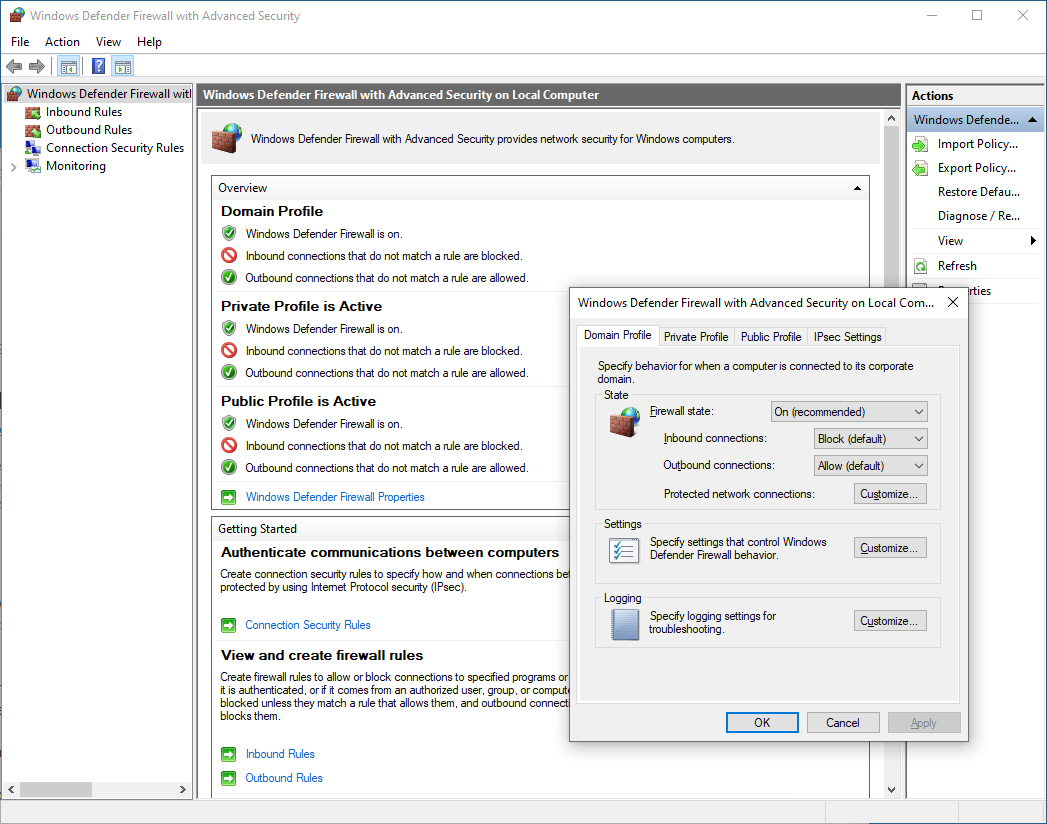 Windows Defender Firewall with Advanced Security
File Action View Help
Windows Defender Firewall with
Inbound Rules
Outbound Rules
Connection Security Rules
Monitoring
Windows Defender Firewall with Advanced Security on Local Computer
Windows Defender Firewall with Advanced Security provides network security for Windows computers.
Overview
Domain Profile
Windows Defender Firewall is on.
Inbound connections that do not match a rule are blocked.
Outbound connections that do not match a rule are allowed.
Private Profile is Active
Windows Defender Firewall is on.
Inbound connections that do not match a rule are blocked.
Outbound connections that do not match a rule are allowed.
Public Profile is Active
Windows Defender Firewall is on.
Inbound connections that do not match a rule are blocked.
Outbound connections that do not match a rule are allowed.
Windows Defender Firewall Properties
Getting Started
Authenticate communications between computers
Create connection security rules to specify how and when connections be
protected by using Internet Protocol security (IPsec).
Connection Security Rules
View and create firewall rules
Create firewall rules to allow or block connections to specified programs or
it is authenticated, or if it comes from an authorized user, group, or compute
blocked unless they match a rule that allows them, and outbound connecti
blocks them.
Inbound Rules
Outbound Rules
Actions
Windows Defende...
Import Policy...
Export Policy...
Restore Defau...
Diagnose / Re...
View
Refresh
erties
Windows Defender Firewall with Advanced Security on Local Com...
Domain Profile Private Profile Public Profile IPsec Settings
Specify behavior for when a computer is connected to its corporate
domain.
State
Firewall state: On (recommended)
Inbound connections: Block (default)
Outbound connections: Allow (default)
Protected network connections: Customize...
Settings
Specify settings that control Windows
Defender Firewall behavior.
Customize...
Logging
Specify logging settings for
troubleshooting.
Customize...
OK Cancel Apply